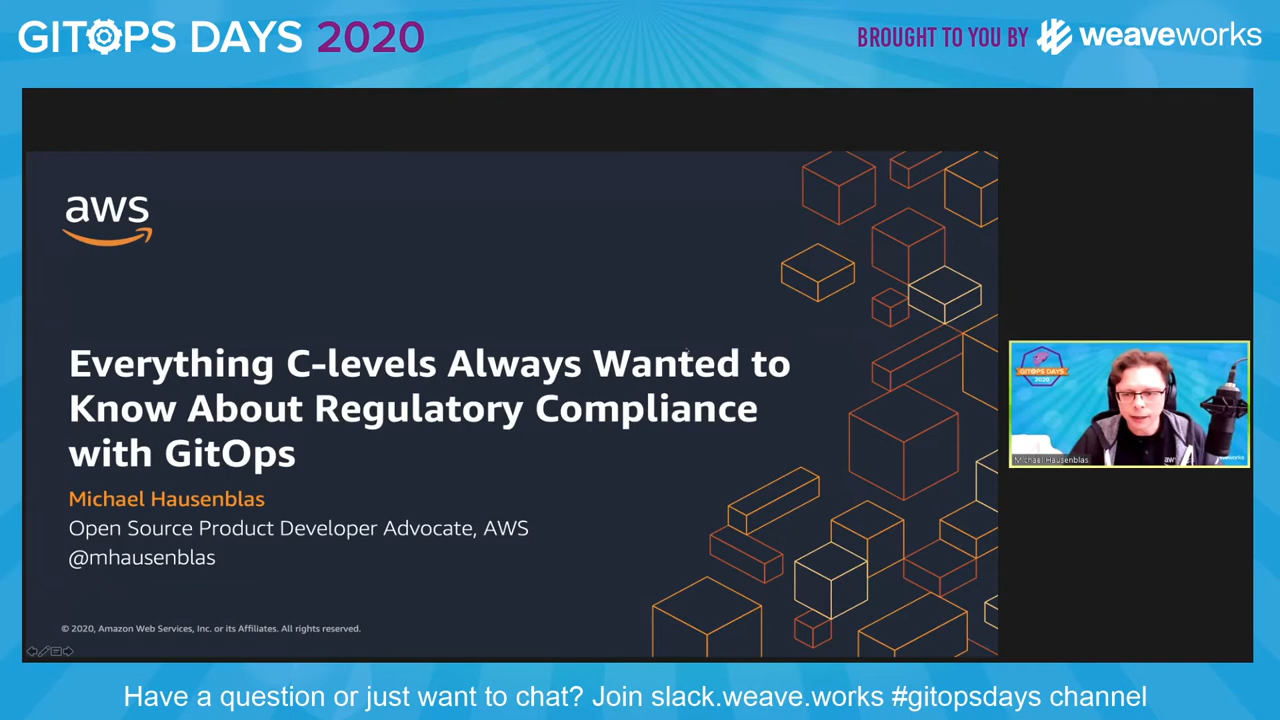 GITOPS DAYS 2020
BROUGHT TO YOU BY weaveworks
aws
Everything C-levels Always Wanted to
Know About Regulatory Compliance
with GitOps
Michael Hausenblas
Open Source Product Developer Advocate, AWS
@mhausenblas
© 2020, Amazon Web Services, Inc. or its Affiliates. All rights reserved.
GITOPS DAYS
2020
Michael Hausenblas
aws
works
Have a question or just want to chat? Join slack.weave.works #gitopsdays channel